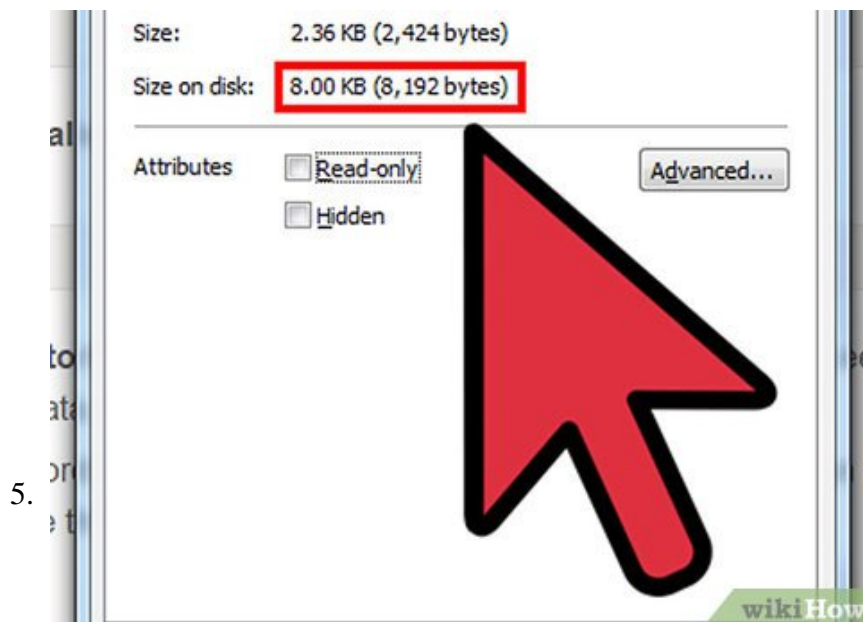 Size: 2.36 KB (2,424 bytes)
Size on disk: 8.00 KB (8,192 bytes)
Attributes Read-only Advanced...
Hidden
5.
wikiHow